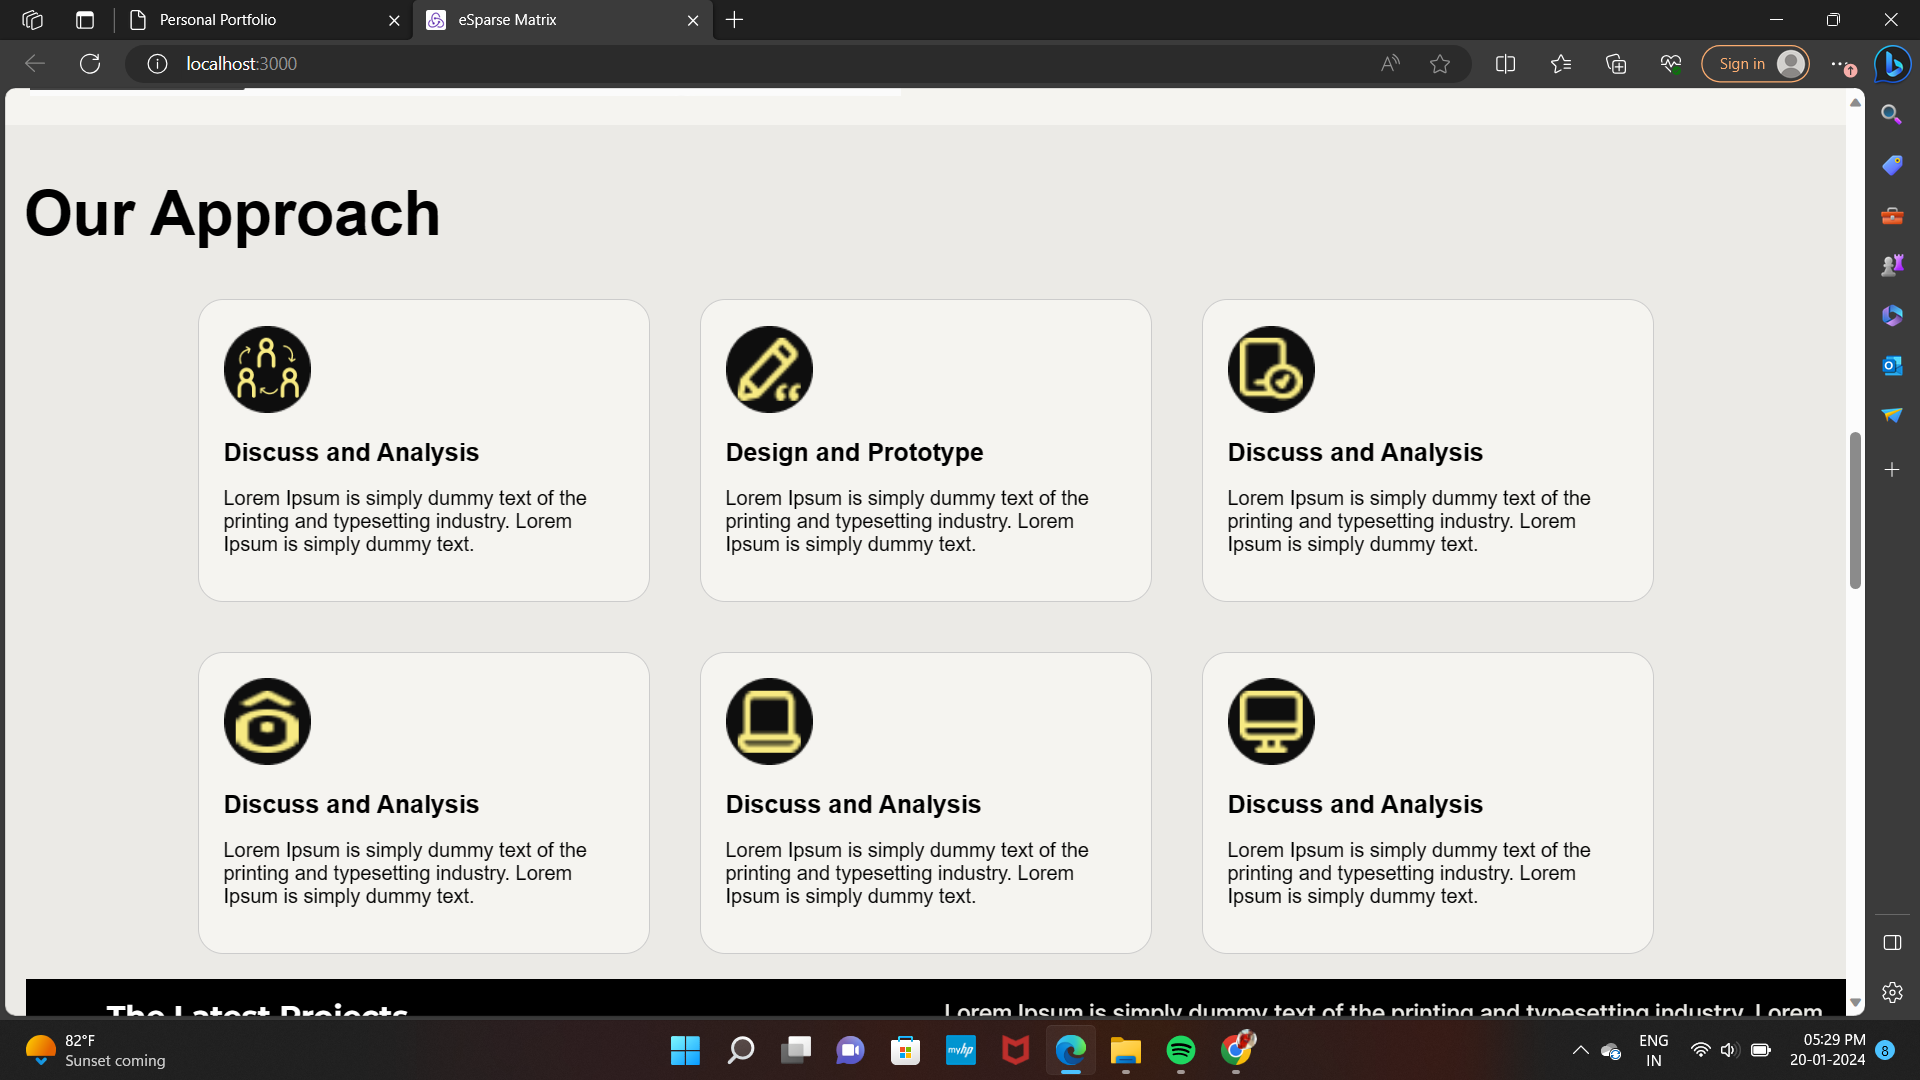 Personal Portfolio
eSparse Matrix
localhost:3000
Sign in
Our Approach
Discuss and Analysis
Lorem Ipsum is simply dummy text of the
printing and typesetting industry. Lorem
Ipsum is simply dummy text.
Design and Prototype
Lorem Ipsum is simply dummy text of the
printing and typesetting industry. Lorem
Ipsum is simply dummy text.
Discuss and Analysis
Lorem Ipsum is simply dummy text of the
printing and typesetting industry. Lorem
Ipsum is simply dummy text.
Discuss and Analysis
Lorem Ipsum is simply dummy text of the
printing and typesetting industry. Lorem
Ipsum is simply dummy text.
Discuss and Analysis
Lorem Ipsum is simply dummy text of the
printing and typesetting industry. Lorem
Ipsum is simply dummy text.
Discuss and Analysis
Lorem Ipsum is simply dummy text of the
printing and typesetting industry. Lorem
Ipsum is simply dummy text.
The Latest Projects
Lorem Ipsum is simply dummy text of the printing and typesetting industry. Lorem
82°F
Sunset coming
myhp
ENG
IN
05:29 PM
20-01-2024
8